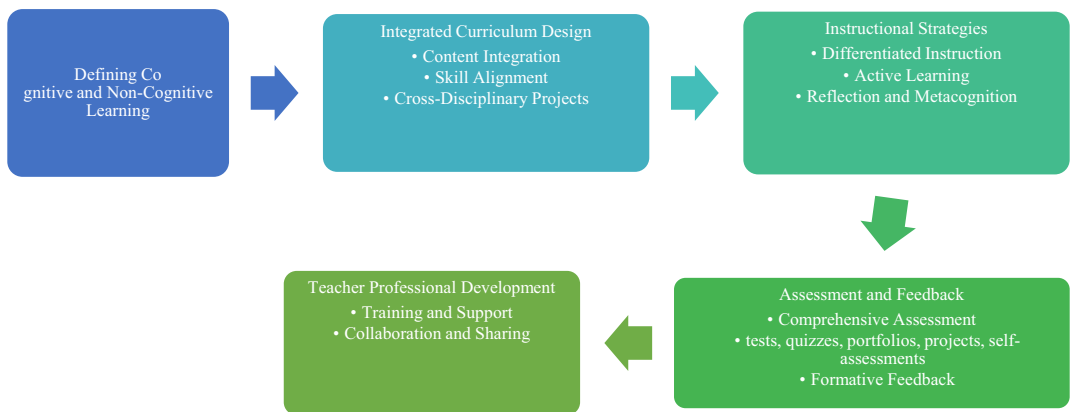 Defining Co
gnitive and Non-Cognitive
Learning
Integrated Curriculum Design
• Content Integration
• Skill Alignment
• Cross-Disciplinary Projects
Instructional Strategies
• Differentiated Instruction
• Active Learning
• Reflection and Metacognition
Assessment and Feedback
• Comprehensive Assessment
• tests, quizzes, portfolios, projects, self-
assessments
• Formative Feedback
Teacher Professional Development
• Training and Support
• Collaboration and Sharing